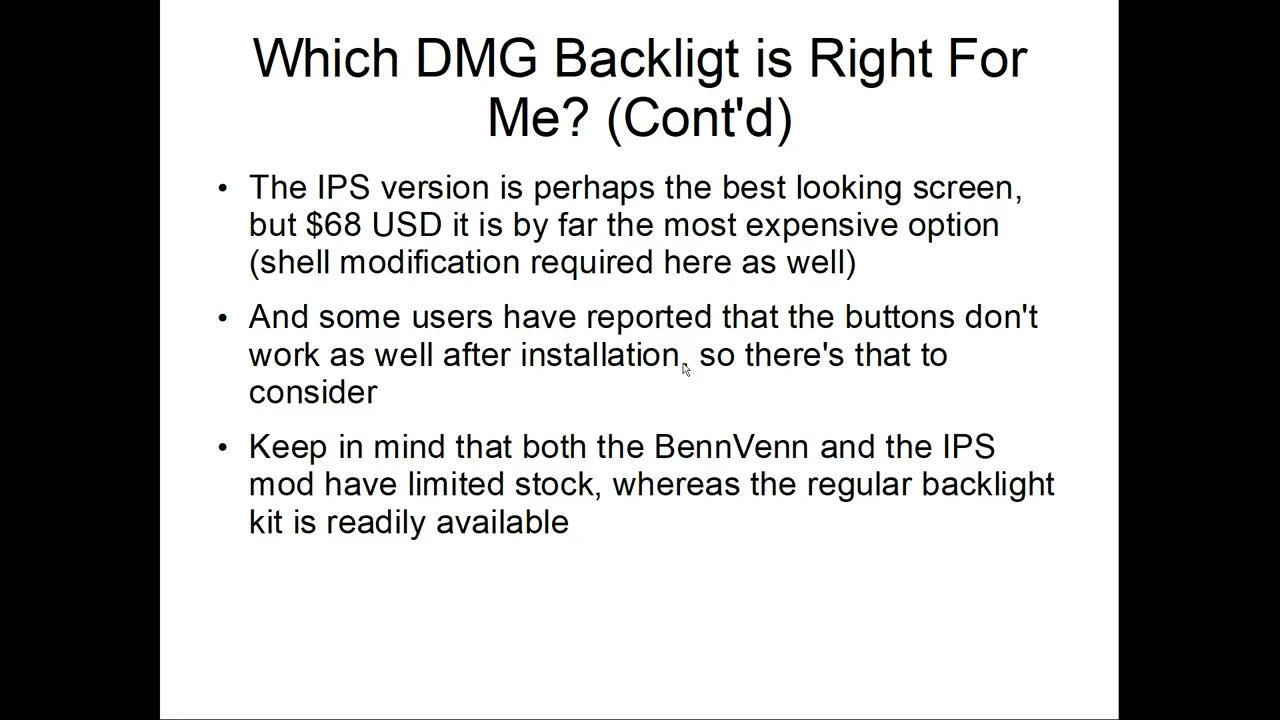 Which DMG Backligt is Right For
Me? (Cont'd)
• The IPS version is perhaps the best looking screen,
but $68 USD it is by far the most expensive option
(shell modification required here as well)
• And some users have reported that the buttons don't
work as well after installation, so there's that to
consider
• Keep in mind that both the BennVenn and the IPS
mod have limited stock, whereas the regular backlight
kit is readily available